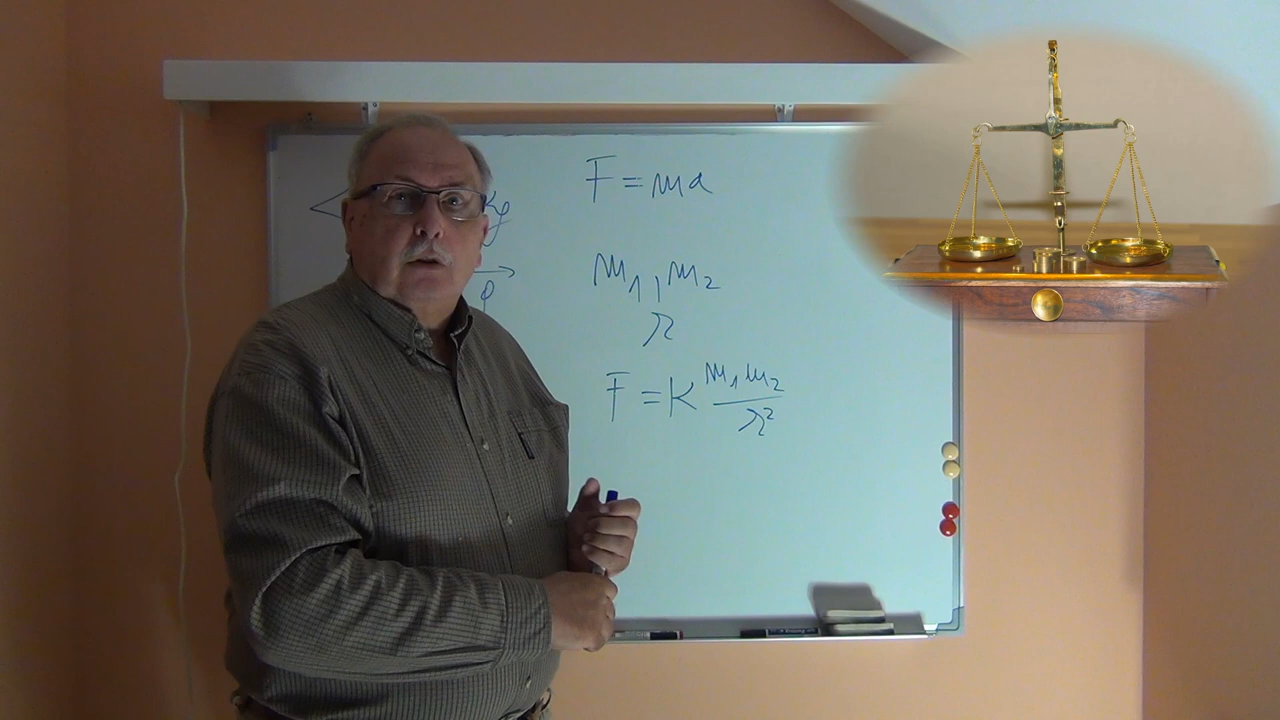 F = ma
m₁, m₂
r
F = K m₁m₂ / r²